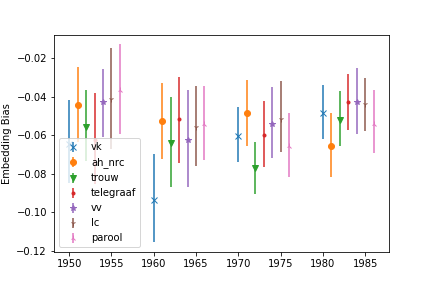 Embedding Bias
−0.02
−0.04
−0.06
−0.08
−0.10
−0.12
vk
ah_nrc
trouw
telegraaf
vv
lc
parool
1950 1955 1960 1965 1970 1975 1980 1985